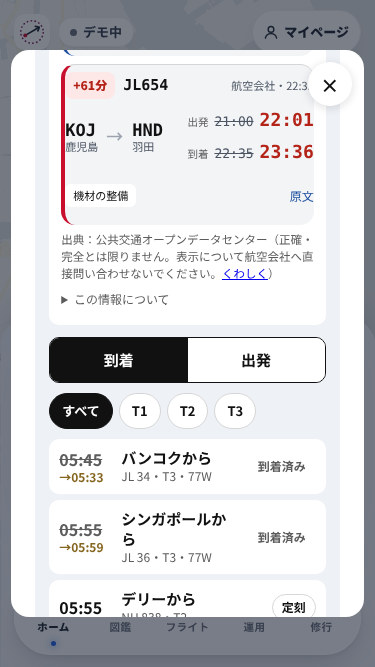 デモ中
マイページ
+61分 JL654 航空会社・22:3
KOJ → HND
鹿児島 羽田
出発 21:00 22:01
到着 22:35 23:36
機材の整備 原文
出典：公共交通オープンデータセンター（正確・
完全とは限りません。表示について航空会社へ直
接問い合わせないでください。くわしく）
▶ この情報について
到着 出発
すべて T1 T2 T3
05:45 バンコクから 到着済み
→05:33 JL 34・T3・77W
05:55 シンガポールか
ら 到着済み
→05:59 JL 36・T3・77W
05:55 デリーから 定刻
ホーム 図鑑 フライト 運用 修行